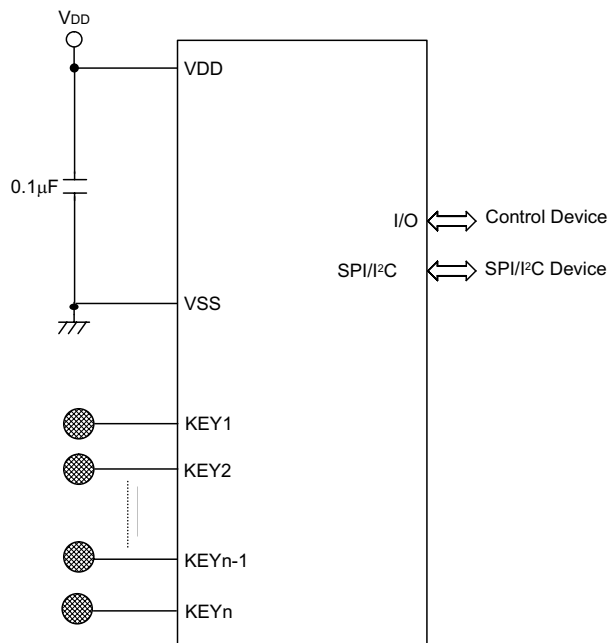 VDD
VDD
0.1μF
I/O
Control Device
SPI/I²C
SPI/I²C Device
VSS
KEY1
KEY2
KEYn-1
KEYn